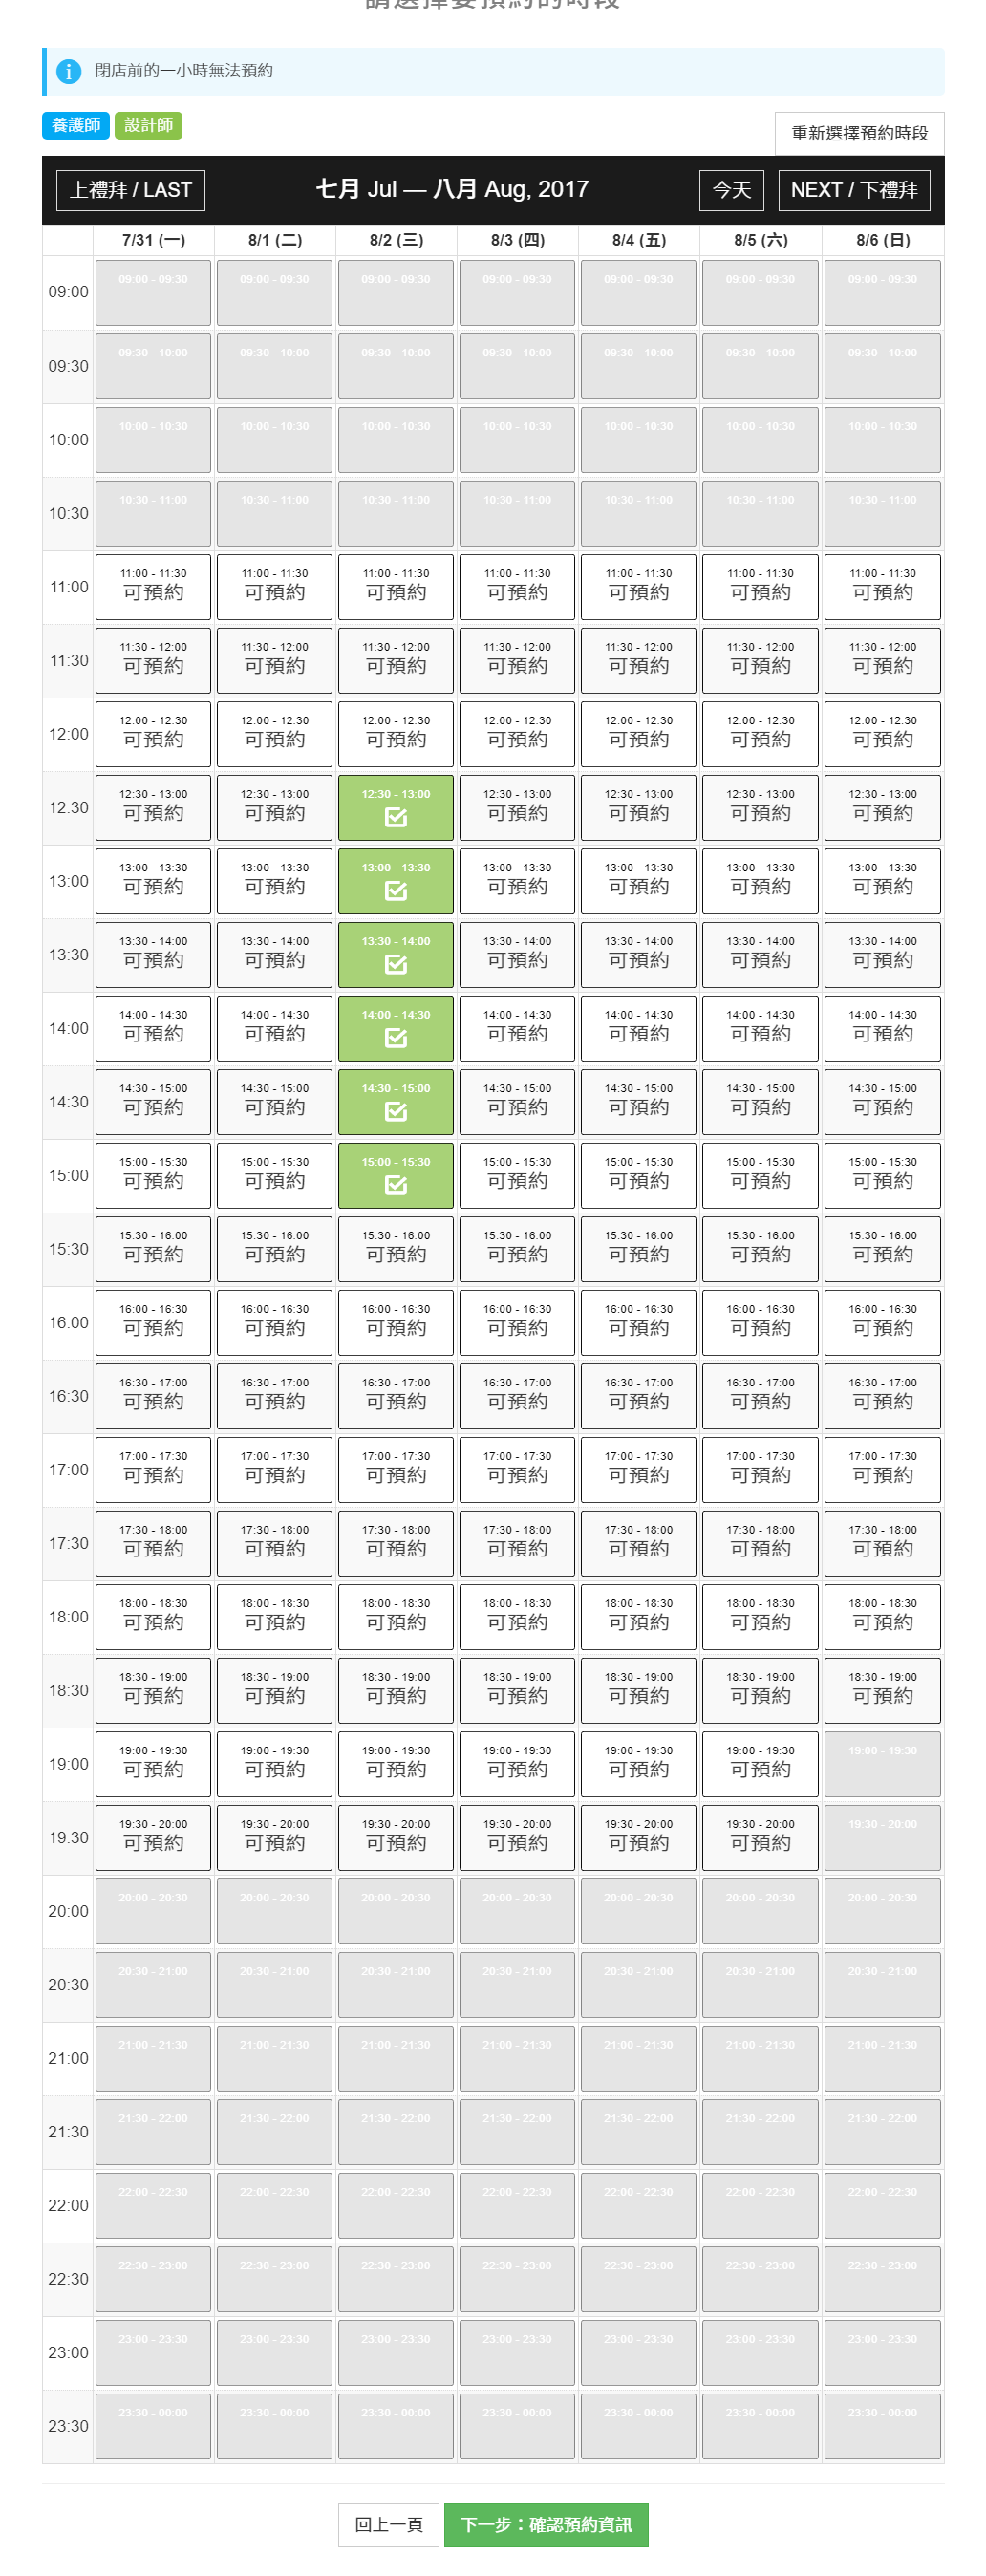 請選擇要預約的時段
閉店前的一小時無法預約
養護師 設計師
重新選擇預約時段
上禮拜 / LAST 七月 Jul — 八月 Aug, 2017 今天 NEXT / 下禮拜
7/31 (一) 8/1 (二) 8/2 (三) 8/3 (四) 8/4 (五) 8/5 (六) 8/6 (日)
09:00 09:00 - 09:30 09:00 - 09:30 09:00 - 09:30 09:00 - 09:30 09:00 - 09:30 09:00 - 09:30 09:00 - 09:30
09:30 09:30 - 10:00 09:30 - 10:00 09:30 - 10:00 09:30 - 10:00 09:30 - 10:00 09:30 - 10:00 09:30 - 10:00
10:00 10:00 - 10:30 10:00 - 10:30 10:00 - 10:30 10:00 - 10:30 10:00 - 10:30 10:00 - 10:30 10:00 - 10:30
10:30 10:30 - 11:00 10:30 - 11:00 10:30 - 11:00 10:30 - 11:00 10:30 - 11:00 10:30 - 11:00 10:30 - 11:00
11:00 11:00 - 11:30 11:00 - 11:30 11:00 - 11:30 11:00 - 11:30 11:00 - 11:30 11:00 - 11:30 11:00 - 11:30
可預約 可預約 可預約 可預約 可預約 可預約 可預約
11:30 11:30 - 12:00 11:30 - 12:00 11:30 - 12:00 11:30 - 12:00 11:30 - 12:00 11:30 - 12:00 11:30 - 12:00
可預約 可預約 可預約 可預約 可預約 可預約 可預約
12:00 12:00 - 12:30 12:00 - 12:30 12:00 - 12:30 12:00 - 12:30 12:00 - 12:30 12:00 - 12:30 12:00 - 12:30
可預約 可預約 可預約 可預約 可預約 可預約 可預約
12:30 12:30 - 13:00 12:30 - 13:00 12:30 - 13:00 12:30 - 13:00 12:30 - 13:00 12:30 - 13:00 12:30 - 13:00
可預約 可預約 可預約 可預約 可預約 可預約
13:00 13:00 - 13:30 13:00 - 13:30 13:00 - 13:30 13:00 - 13:30 13:00 - 13:30 13:00 - 13:30 13:00 - 13:30
可預約 可預約 可預約 可預約 可預約 可預約
13:30 13:30 - 14:00 13:30 - 14:00 13:30 - 14:00 13:30 - 14:00 13:30 - 14:00 13:30 - 14:00 13:30 - 14:00
可預約 可預約 可預約 可預約 可預約 可預約
14:00 14:00 - 14:30 14:00 - 14:30 14:00 - 14:30 14:00 - 14:30 14:00 - 14:30 14:00 - 14:30 14:00 - 14:30
可預約 可預約 可預約 可預約 可預約 可預約
14:30 14:30 - 15:00 14:30 - 15:00 14:30 - 15:00 14:30 - 15:00 14:30 - 15:00 14:30 - 15:00 14:30 - 15:00
可預約 可預約 可預約 可預約 可預約 可預約
15:00 15:00 - 15:30 15:00 - 15:30 15:00 - 15:30 15:00 - 15:30 15:00 - 15:30 15:00 - 15:30 15:00 - 15:30
可預約 可預約 可預約 可預約 可預約 可預約
15:30 15:30 - 16:00 15:30 - 16:00 15:30 - 16:00 15:30 - 16:00 15:30 - 16:00 15:30 - 16:00 15:30 - 16:00
可預約 可預約 可預約 可預約 可預約 可預約 可預約
16:00 16:00 - 16:30 16:00 - 16:30 16:00 - 16:30 16:00 - 16:30 16:00 - 16:30 16:00 - 16:30 16:00 - 16:30
可預約 可預約 可預約 可預約 可預約 可預約 可預約
16:30 16:30 - 17:00 16:30 - 17:00 16:30 - 17:00 16:30 - 17:00 16:30 - 17:00 16:30 - 17:00 16:30 - 17:00
可預約 可預約 可預約 可預約 可預約 可預約 可預約
17:00 17:00 - 17:30 17:00 - 17:30 17:00 - 17:30 17:00 - 17:30 17:00 - 17:30 17:00 - 17:30 17:00 - 17:30
可預約 可預約 可預約 可預約 可預約 可預約 可預約
17:30 17:30 - 18:00 17:30 - 18:00 17:30 - 18:00 17:30 - 18:00 17:30 - 18:00 17:30 - 18:00 17:30 - 18:00
可預約 可預約 可預約 可預約 可預約 可預約 可預約
18:00 18:00 - 18:30 18:00 - 18:30 18:00 - 18:30 18:00 - 18:30 18:00 - 18:30 18:00 - 18:30 18:00 - 18:30
可預約 可預約 可預約 可預約 可預約 可預約 可預約
18:30 18:30 - 19:00 18:30 - 19:00 18:30 - 19:00 18:30 - 19:00 18:30 - 19:00 18:30 - 19:00 18:30 - 19:00
可預約 可預約 可預約 可預約 可預約 可預約 可預約
19:00 19:00 - 19:30 19:00 - 19:30 19:00 - 19:30 19:00 - 19:30 19:00 - 19:30 19:00 - 19:30 19:00 - 19:30
可預約 可預約 可預約 可預約 可預約 可預約
19:30 19:30 - 20:00 19:30 - 20:00 19:30 - 20:00 19:30 - 20:00 19:30 - 20:00 19:30 - 20:00 19:30 - 20:00
可預約 可預約 可預約 可預約 可預約 可預約
20:00 20:00 - 20:30 20:00 - 20:30 20:00 - 20:30 20:00 - 20:30 20:00 - 20:30 20:00 - 20:30 20:00 - 20:30
20:30 20:30 - 21:00 20:30 - 21:00 20:30 - 21:00 20:30 - 21:00 20:30 - 21:00 20:30 - 21:00 20:30 - 21:00
21:00 21:00 - 21:30 21:00 - 21:30 21:00 - 21:30 21:00 - 21:30 21:00 - 21:30 21:00 - 21:30 21:00 - 21:30
21:30 21:30 - 22:00 21:30 - 22:00 21:30 - 22:00 21:30 - 22:00 21:30 - 22:00 21:30 - 22:00 21:30 - 22:00
22:00 22:00 - 22:30 22:00 - 22:30 22:00 - 22:30 22:00 - 22:30 22:00 - 22:30 22:00 - 22:30 22:00 - 22:30
22:30 22:30 - 23:00 22:30 - 23:00 22:30 - 23:00 22:30 - 23:00 22:30 - 23:00 22:30 - 23:00 22:30 - 23:00
23:00 23:00 - 23:30 23:00 - 23:30 23:00 - 23:30 23:00 - 23:30 23:00 - 23:30 23:00 - 23:30 23:00 - 23:30
23:30 23:30 - 00:00 23:30 - 00:00 23:30 - 00:00 23:30 - 00:00 23:30 - 00:00 23:30 - 00:00 23:30 - 00:00
回上一頁 下一步：確認預約資訊